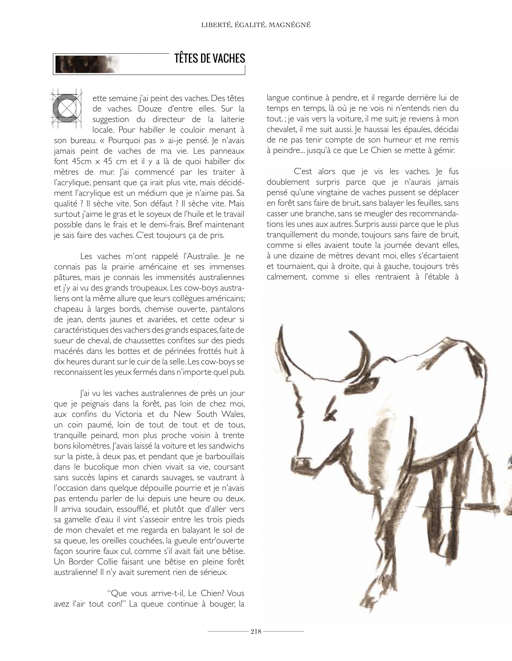 LIBERTÉ, ÉGALITÉ, MAGNÉGNÉ
TÊTES DE VACHES
Cette semaine j'ai peint des vaches. Des têtes
de vaches. Douze d'entre elles. Sur la
suggestion du directeur de la laiterie
locale. Pour habiller le couloir menant à
son bureau. « Pourquoi pas » ai-je pensé. Je n'avais
jamais peint de vaches de ma vie. Les panneaux
font 45cm x 45 cm et il y a là de quoi habiller dix
mètres de mur. J'ai commencé par les traiter à
l'acrylique, pensant que ça irait plus vite, mais décidé-
ment l'acrylique est un médium que je n'aime pas. Sa
qualité ? Il sèche vite. Son défaut ? Il sèche vite. Mais
surtout j'aime le gras et le soyeux de l'huile et le travail
possible dans le frais et le demi-frais. Bref maintenant
je sais faire des vaches. C'est toujours ça de pris.
Les vaches m'ont rappelé l'Australie. Je ne
connais pas la prairie américaine et ses immenses
pâtures, mais je connais les immensités australiennes
et j'y ai vu des grands troupeaux. Les cow-boys austra-
liens ont la même allure que leurs collègues américains;
chapeau à larges bords, chemise ouverte, pantalons
de jean, dents jaunes et avariées, et cette odeur si
caractéristiques des vachers des grands espaces, faite de
sueur de cheval, de chaussettes confites sur des pieds
macérés dans les bottes et de périnées frottés huit à
dix heures durant sur le cuir de la selle. Les cow-boys se
reconnaissent les yeux fermés dans n'importe quel pub.
J'ai vu les vaches australiennes de près un jour
que je peignais dans la forêt, pas loin de chez moi,
aux confins du Victoria et du New South Wales,
un coin paumé, loin de tout et de tous,
tranquille peinard, mon plus proche voisin à trente
bons kilomètres. J'avais laissé la voiture et les sandwichs
sur la piste, à deux pas, et pendant que je barbouillais
dans le bucolique mon chien vivait sa vie, coursant
sans succès lapins et canards sauvages, se vautrant à
l'occasion dans quelque dépouille pourrie et je n'avais
pas entendu parler de lui depuis une heure ou deux.
Il arriva soudain, essoufflé, et plutôt que d'aller vers
sa gamelle d'eau il vint s'asseoir entre les trois pieds
de mon chevalet et me regarda en balayant le sol de
sa queue, les oreilles couchées, la gueule entr'ouverte
façon sourire faux cul, comme s'il avait fait une bêtise.
Un Border Collie faisant une bêtise en pleine forêt
australienne! Il n'y avait surement rien de sérieux.
“Que vous arrive-t-il, Le Chien? Vous
avez l'air tout con!” La queue continue à bouger, la
langue continue à pendre, et il regarde derrière lui de
temps en temps, là où je ne vois ni n'entends rien du
tout. ; je vais vers la voiture, il me suit; je reviens à mon
chevalet, il me suit aussi. Je haussai les épaules, décidai
de ne pas tenir compte de son humeur et me remis
à peindre... jusqu'à ce que Le Chien se mette à gémir.
C'est alors que je vis les vaches. Je fus
doublement surpris parce que je n'aurais jamais
pensé qu'une vingtaine de vaches pussent se déplacer
en forêt sans faire de bruit, sans balayer les feuilles, sans
casser une branche, sans se meugler des recommanda-
tions les unes aux autres. Surpris aussi parce que le plus
tranquillement du monde, toujours sans faire de bruit,
comme si elles avaient toute la journée devant elles,
à une dizaine de mètres devant moi, elles s'écartaient
et tournaient, qui à droite, qui à gauche, toujours très
calmement, comme si elles rentraient à l'étable à
218